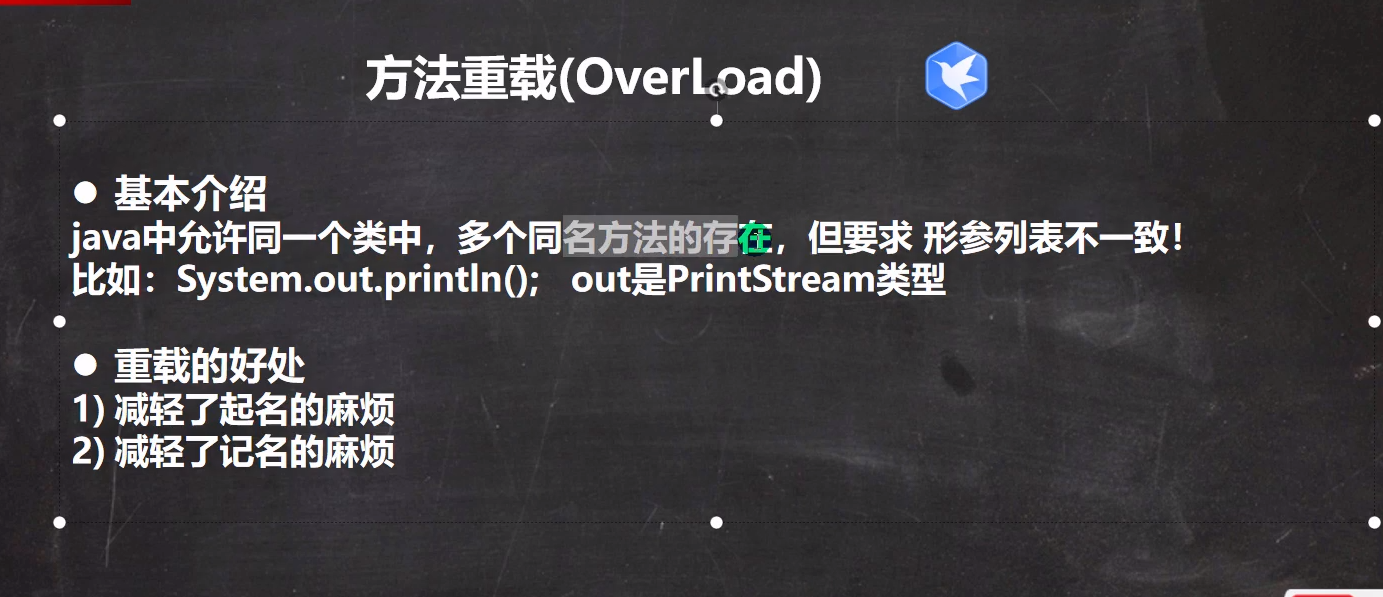 方法重载(OverLoad)
● 基本介绍
java中允许同一个类中，多个同名方法的存在，但要求 形参列表不一致！
比如：System.out.println(); out是PrintStream类型
● 重载的好处
1) 减轻了起名的麻烦
2) 减轻了记名的麻烦